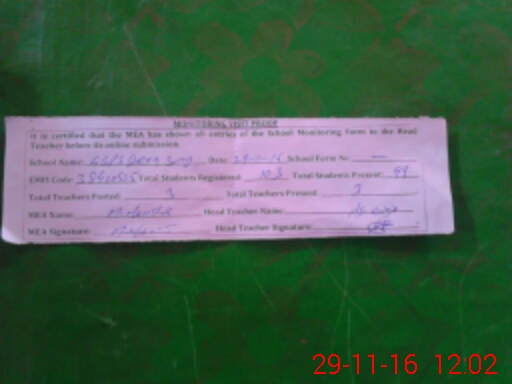 MONITORING VISIT PROOF
It is certified that the MEA has shown all entries of the School Monitoring Form to the Head
Teacher before its online submission.
School Name: GGPS Date: 29-11-16 School Form No:
EMIS Code: Total Students Registered: 103 Total Students Present: 99
Total Teachers Posted: 3 Total Teachers Present: 3
MEA Name: Head Teacher Name:
MEA Signature: Head Teacher Signature:
29-11-16 12:02